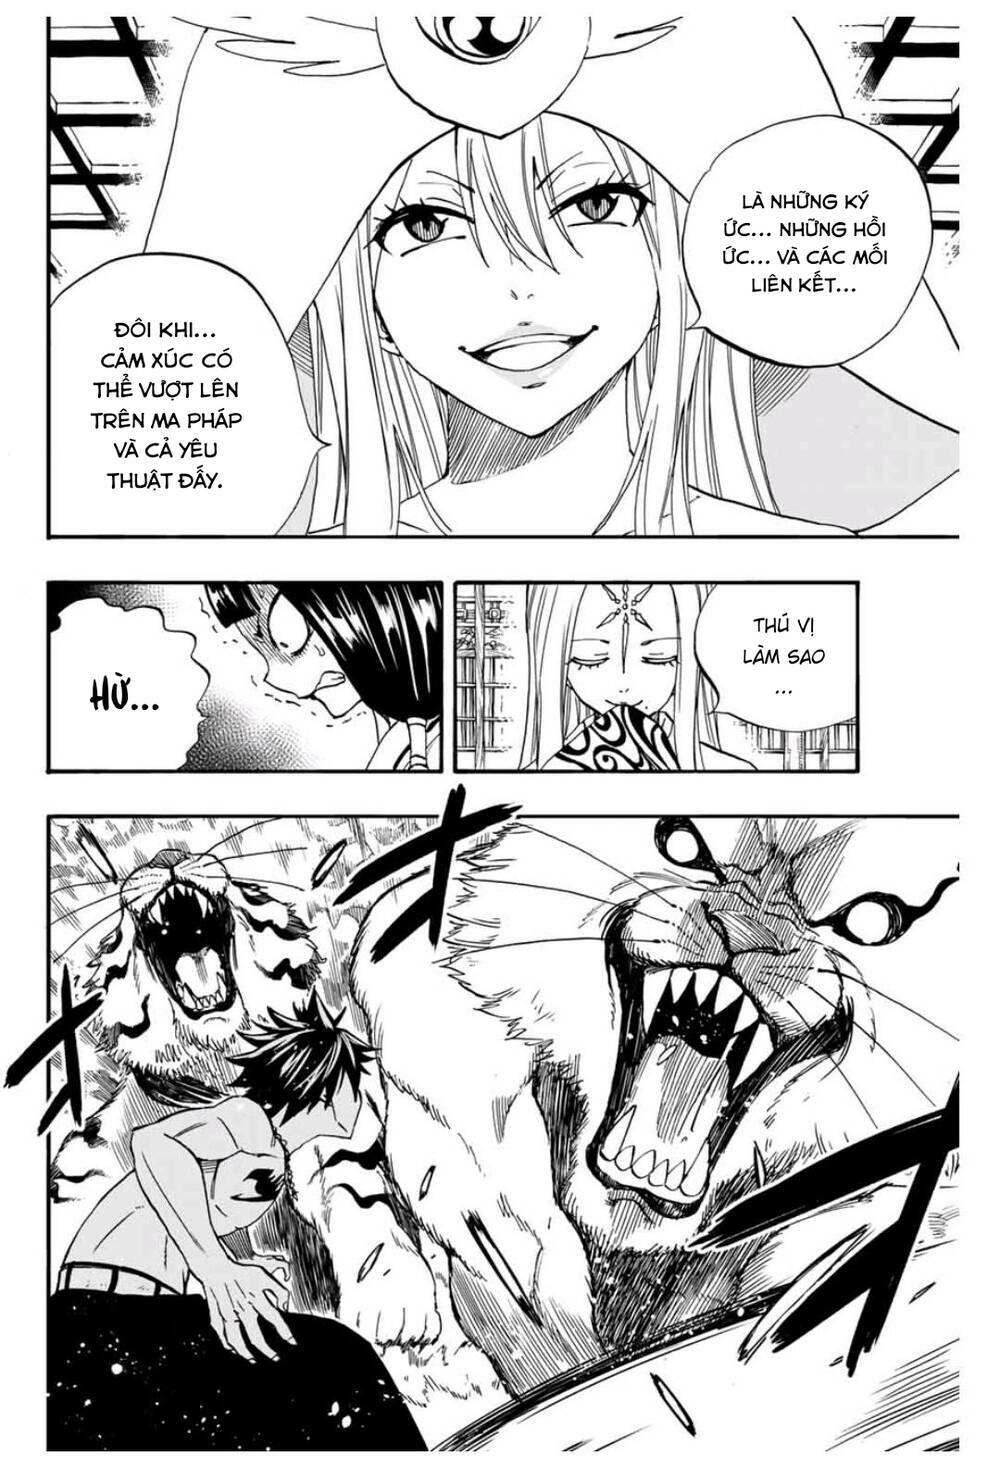 LÀ NHỮNG KÝ
ỨC... NHỮNG HỒI
ỨC... VÀ CÁC MỐI
LIÊN KẾT...
ĐÔI KHI...
CẢM XÚC CÓ
THỂ VƯỢT LÊN
TRÊN MA PHÁP
VÀ CẢ YÊU
THUẬT ĐẤY.
THÚ VỊ
LÀM SAO
...
HỪ...